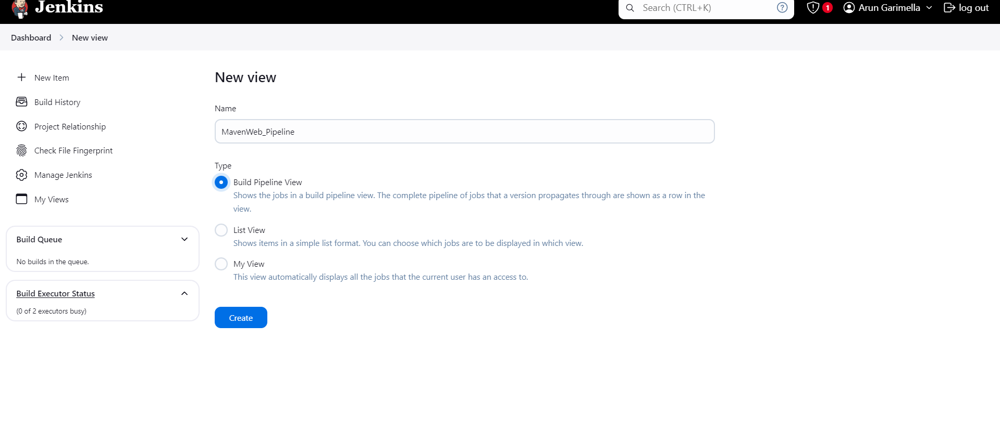 Jenkins
Search (CTRL+K)
?
1
Arun Garimella
log out
Dashboard
New view
New Item
Build History
Project Relationship
Check File Fingerprint
Manage Jenkins
My Views
Build Queue
No builds in the queue.
Build Executor Status
(0 of 2 executors busy)
New view
Name
MavenWeb_Pipeline
Type
Build Pipeline View
Shows the jobs in a build pipeline view. The complete pipeline of jobs that a version propagates through are shown as a row in the
view.
List View
Shows items in a simple list format. You can choose which jobs are to be displayed in which view.
My View
This view automatically displays all the jobs that the current user has an access to.
Create